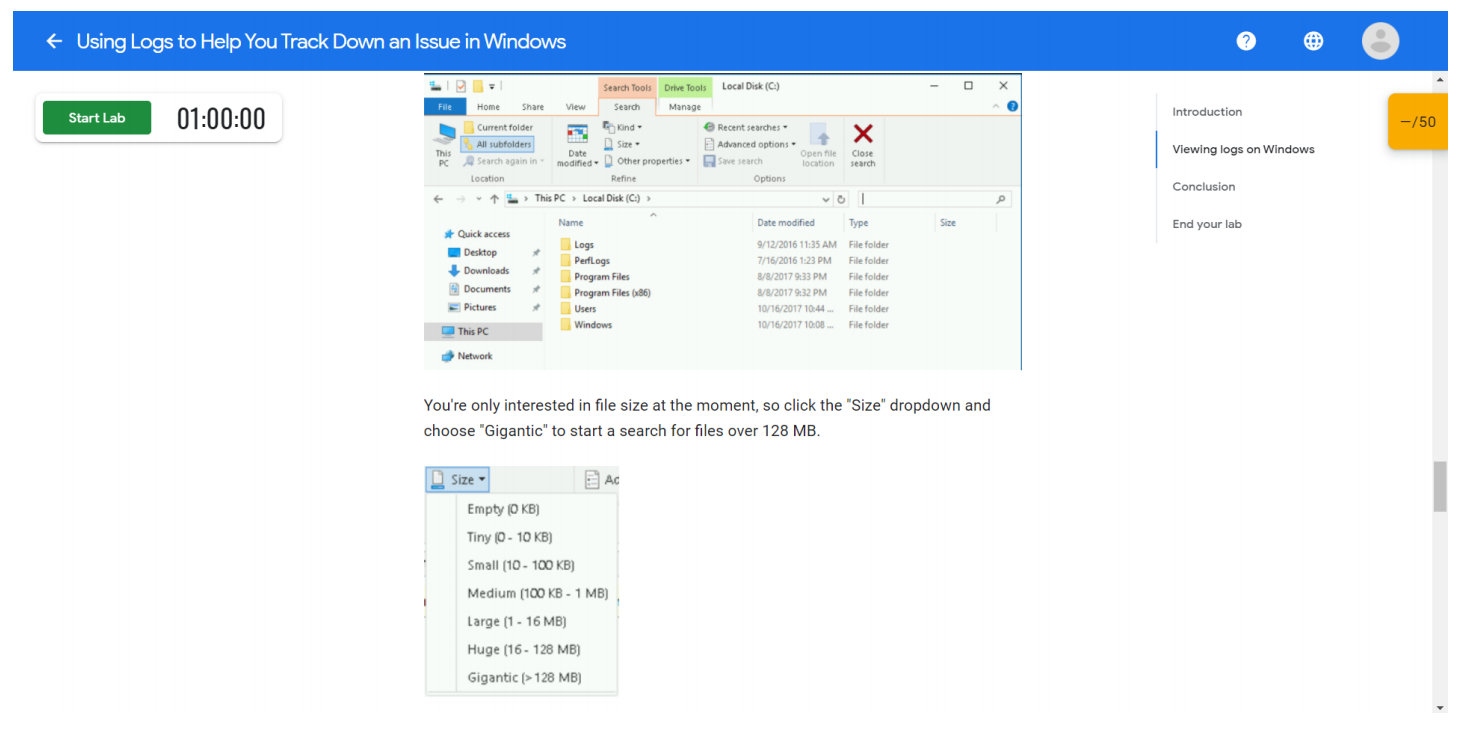 Using Logs to Help You Track Down an Issue in Windows
Start Lab
01:00:00
Search Tools
Drive Tools
Local Disk (C:)
File
Home
Share
View
Search
Manage
This PC
Current folder
All subfolders
Search again in
Location
Date modified
Kind
Size
Other properties
Refine
Recent searches
Advanced options
Save search
Open file location
Options
Close search
This PC > Local Disk (C:) >
Name
Date modified
Type
Size
Quick access
Desktop
Downloads
Documents
Pictures
This PC
Network
Logs 9/12/2016 11:35 AM File folder
PerfLogs 7/16/2016 1:23 PM File folder
Program Files 8/8/2017 9:33 PM File folder
Program Files (x86) 8/8/2017 9:32 PM File folder
Users 10/16/2017 10:44 ... File folder
Windows 10/16/2017 10:08 ... File folder
You're only interested in file size at the moment, so click the "Size" dropdown and
choose "Gigantic" to start a search for files over 128 MB.
Size
Ad
Empty (0 KB)
Tiny (0 - 10 KB)
Small (10 - 100 KB)
Medium (100 KB - 1 MB)
Large (1 - 16 MB)
Huge (16 - 128 MB)
Gigantic (>128 MB)
Introduction
Viewing logs on Windows
Conclusion
End your lab
—/50